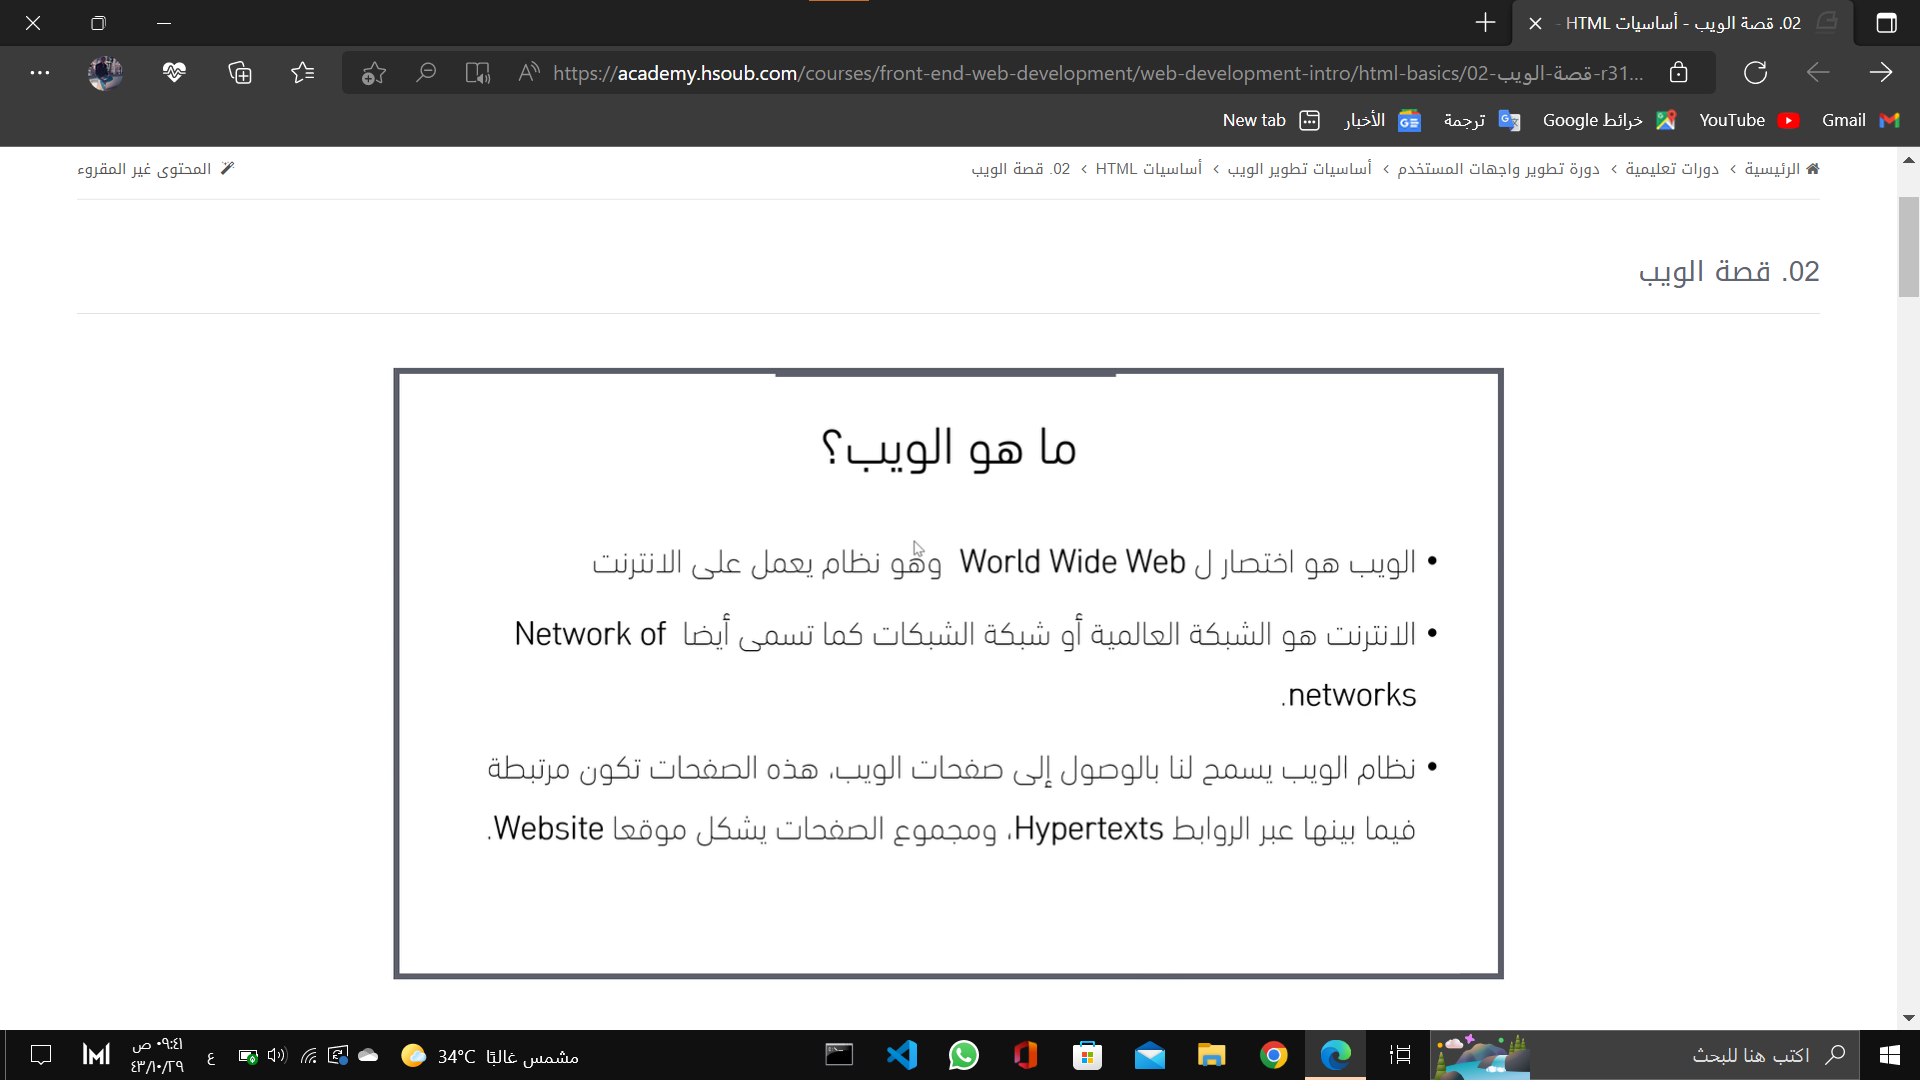 02. قصة الويب - أساسيات HTML -
https://academy.hsoub.com/courses/front-end-web-development/web-development-intro/html-basics/02-قصة-الويب-r31...
Gmail
YouTube
خرائط Google
ترجمة
الأخبار
New tab
الرئيسية › دورات تعليمية › دورة تطوير واجهات المستخدم › أساسيات تطوير الويب › أساسيات HTML › 02. قصة الويب
المحتوى غير المقروء
02. قصة الويب
ما هو الويب؟
• الويب هو اختصار ل World Wide Web وهو نظام يعمل على الانترنت
• الانترنت هو الشبكة العالمية أو شبكة الشبكات كما تسمى أيضا Network of
networks.
• نظام الويب يسمح لنا بالوصول إلى صفحات الويب، هذه الصفحات تكون مرتبطة
فيما بينها عبر الروابط Hypertexts، ومجموع الصفحات يشكل موقعا Website.
اكتب هنا للبحث
34°C مشمس غالبًا
ع
٠٩:٤١ ص
٤٣/١٠/٢٩